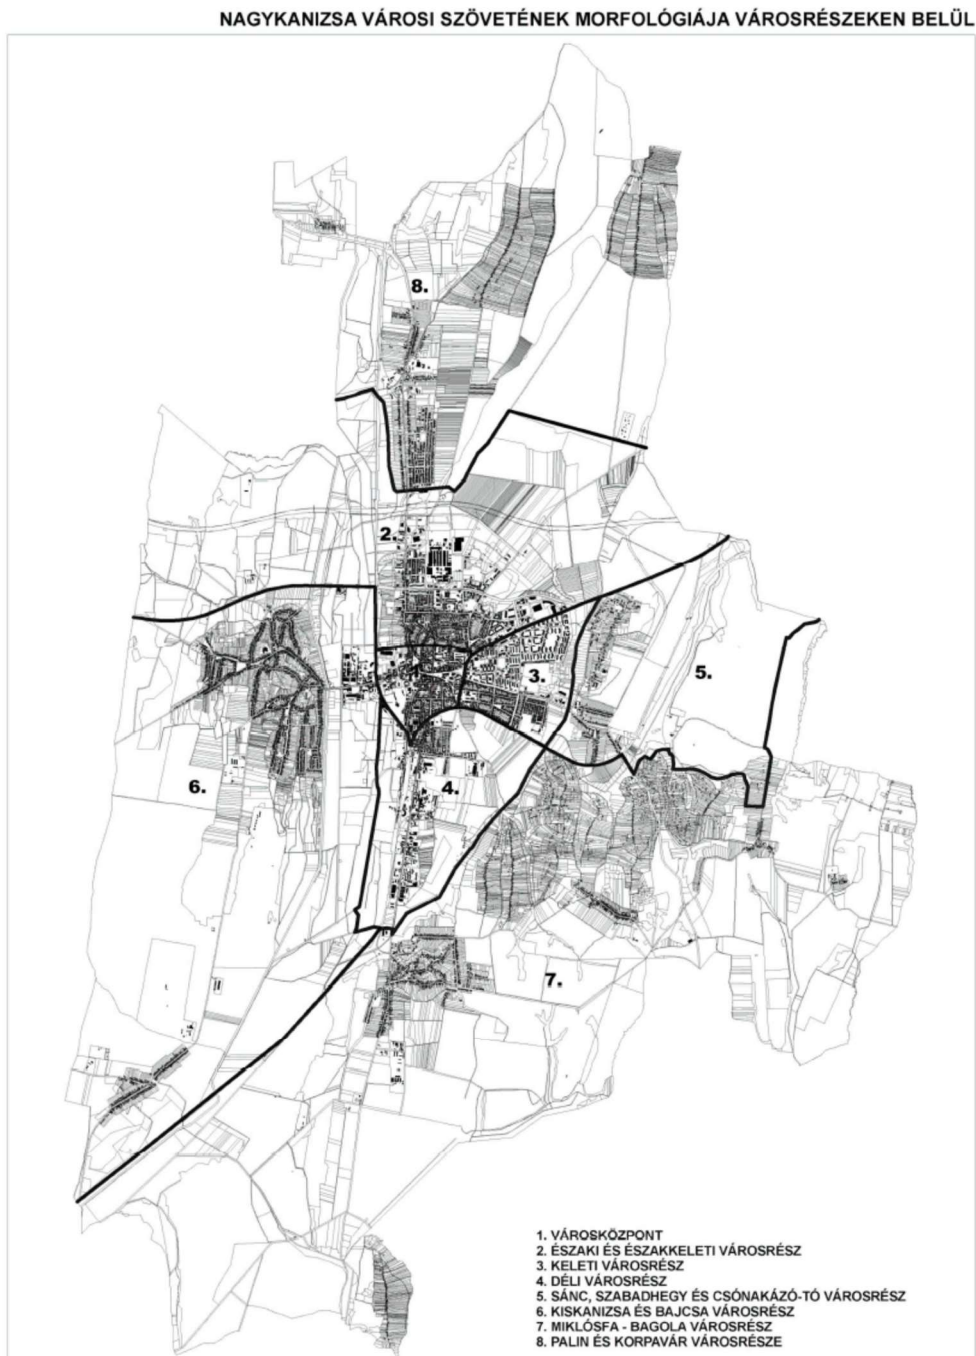 NAGYKANIZSA VÁROSI SZÖVETÉNEK MORFOLÓGIÁJA VÁROSRÉSZEKEN BELÜL
8.
2.
1.
3.
5.
6.
4.
7.
1. VÁROSKÖZPONT
2. ÉSZAKI ÉS ÉSZAKKELETI VÁROSRÉSZ
3. KELETI VÁROSRÉSZ
4. DÉLI VÁROSRÉSZ
5. SÁNC, SZABADHEGY ÉS CSÓNAKÁZÓ-TÓ VÁROSRÉSZ
6. KISKANIZSA ÉS BAJCSA VÁROSRÉSZ
7. MIKLÓSFA - BAGOLA VÁROSRÉSZ
8. PALIN ÉS KORPAVÁR VÁROSRÉSZE